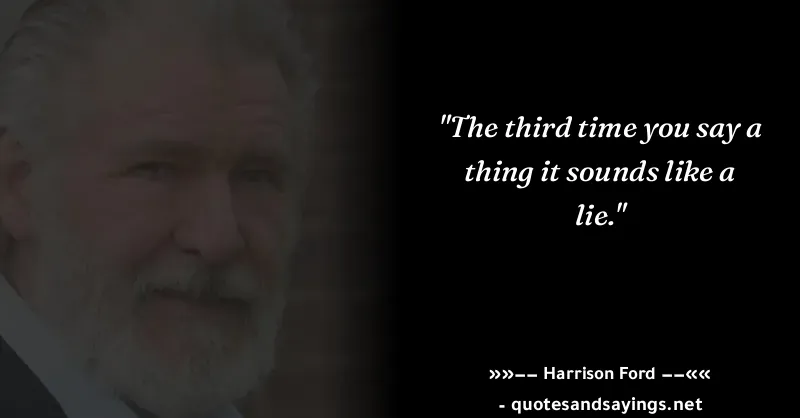 "The third time you say a
thing it sounds like a
lie."
»»–– Harrison Ford ––««
- quotesandsayings.net